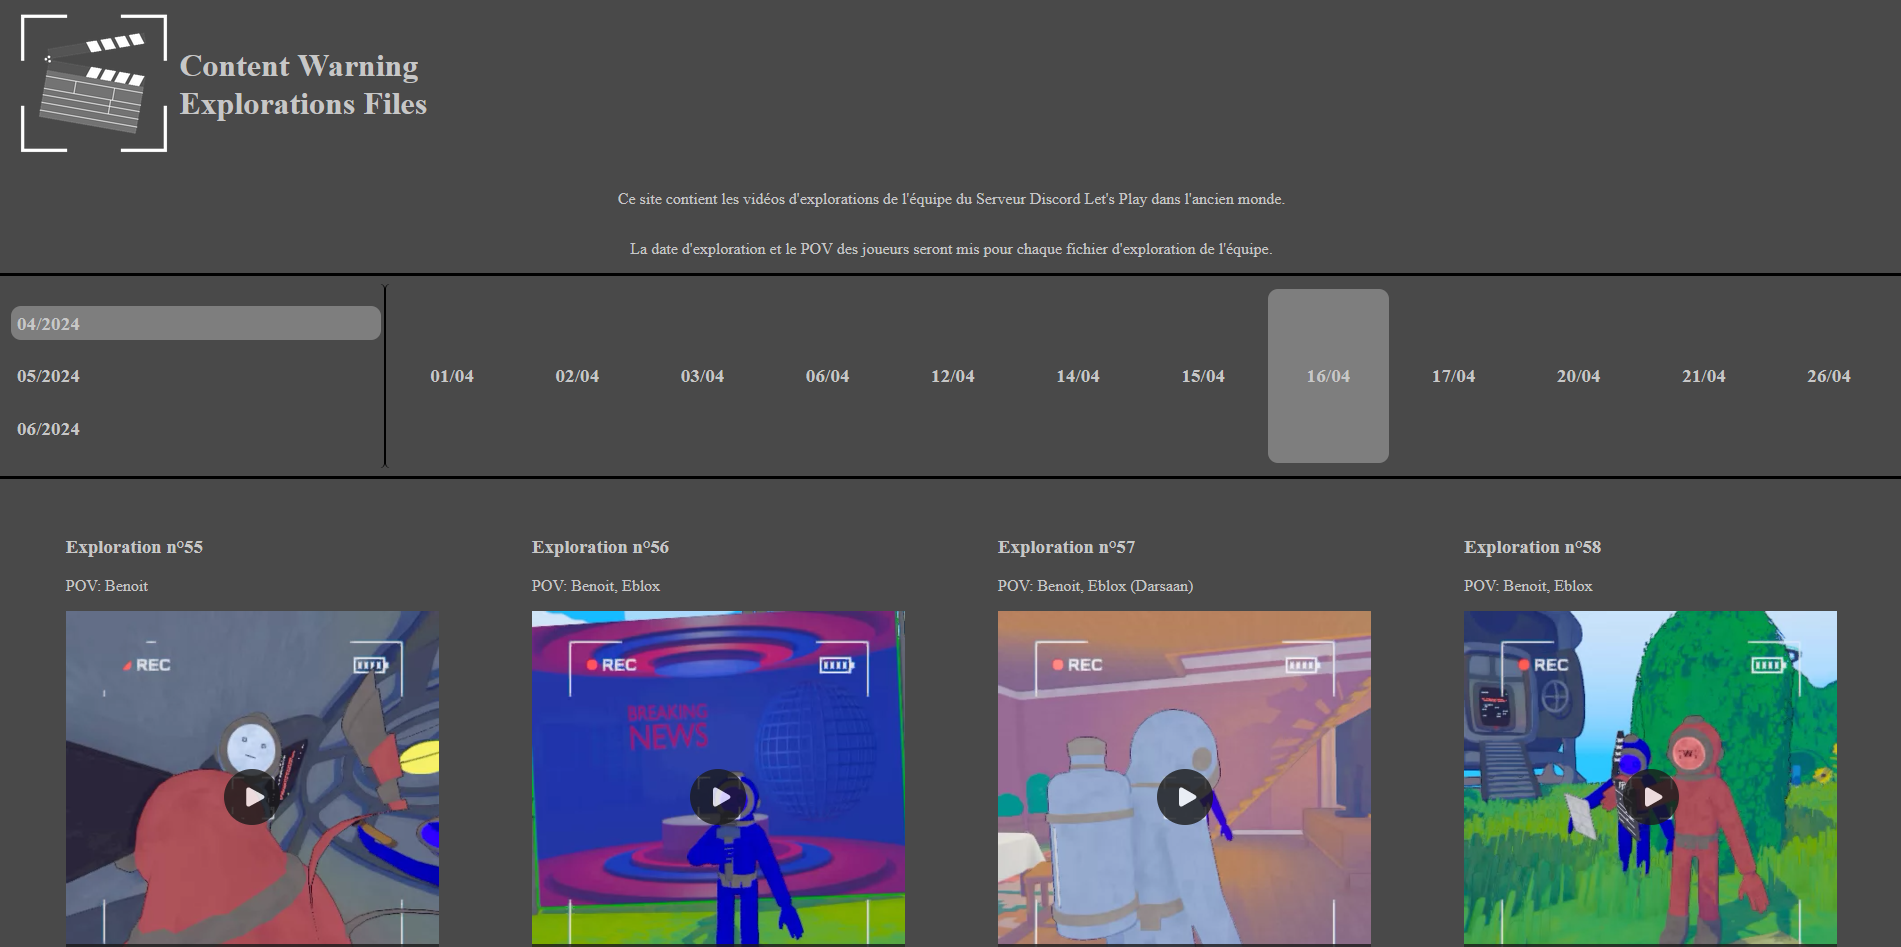 Content Warning
Explorations Files
Ce site contient les vidéos d'explorations de l'équipe du Serveur Discord Let's Play dans l'ancien monde.
La date d'exploration et le POV des joueurs seront mis pour chaque fichier d'exploration de l'équipe.
04/2024
05/2024
06/2024
01/04 02/04 03/04 06/04 12/04 14/04 15/04 16/04 17/04 20/04 21/04 26/04
Exploration n°55
POV: Benoit
REC
Exploration n°56
POV: Benoit, Eblox
REC
BREAKING
NEWS
Exploration n°57
POV: Benoit, Eblox (Darsaan)
REC
Exploration n°58
POV: Benoit, Eblox
REC